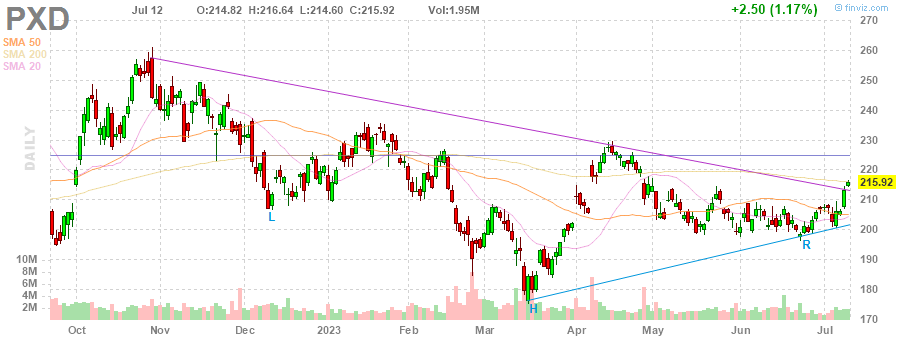 © finviz.com
PXD Jul 12 O:214.82 H:216.64 L:214.60 C:215.92 Vol:1.95M +2.50 (1.17%)
SMA 50
SMA 200
SMA 20
DAILY
270
260
250
240
230
220
215.92
210
200
190
180
170
10M
8M
6M
4M
2M
L
H
R
Oct Nov Dec 2023 Feb Mar Apr May Jun Jul